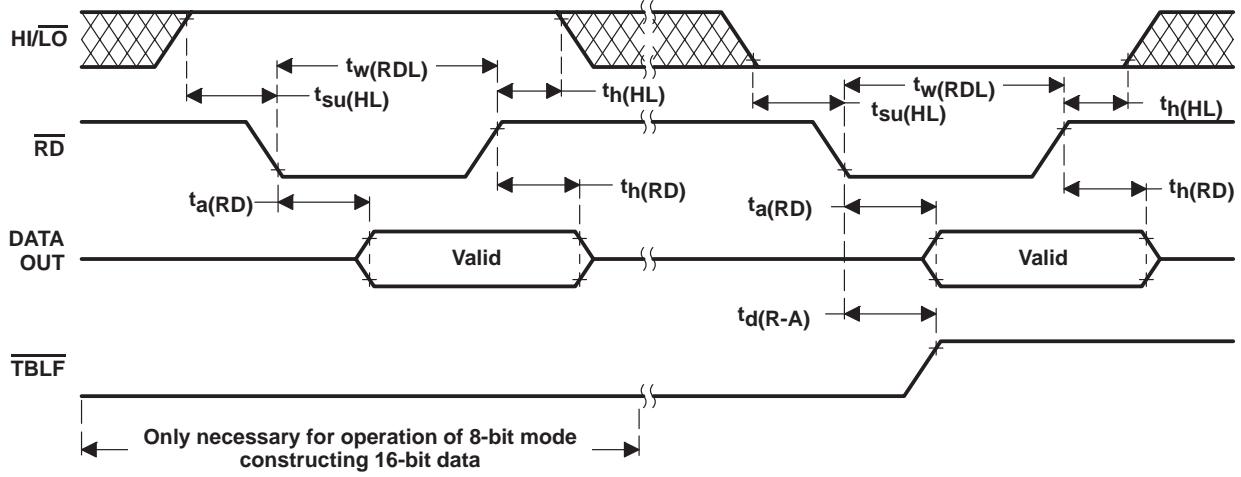 HI/LO
tw(RDL)
tsu(HL)
th(HL)
tw(RDL)
tsu(HL)
th(HL)
RD
ta(RD)
th(RD)
ta(RD)
th(RD)
DATA
OUT
Valid
Valid
td(R-A)
TBLF
Only necessary for operation of 8-bit mode
constructing 16-bit data